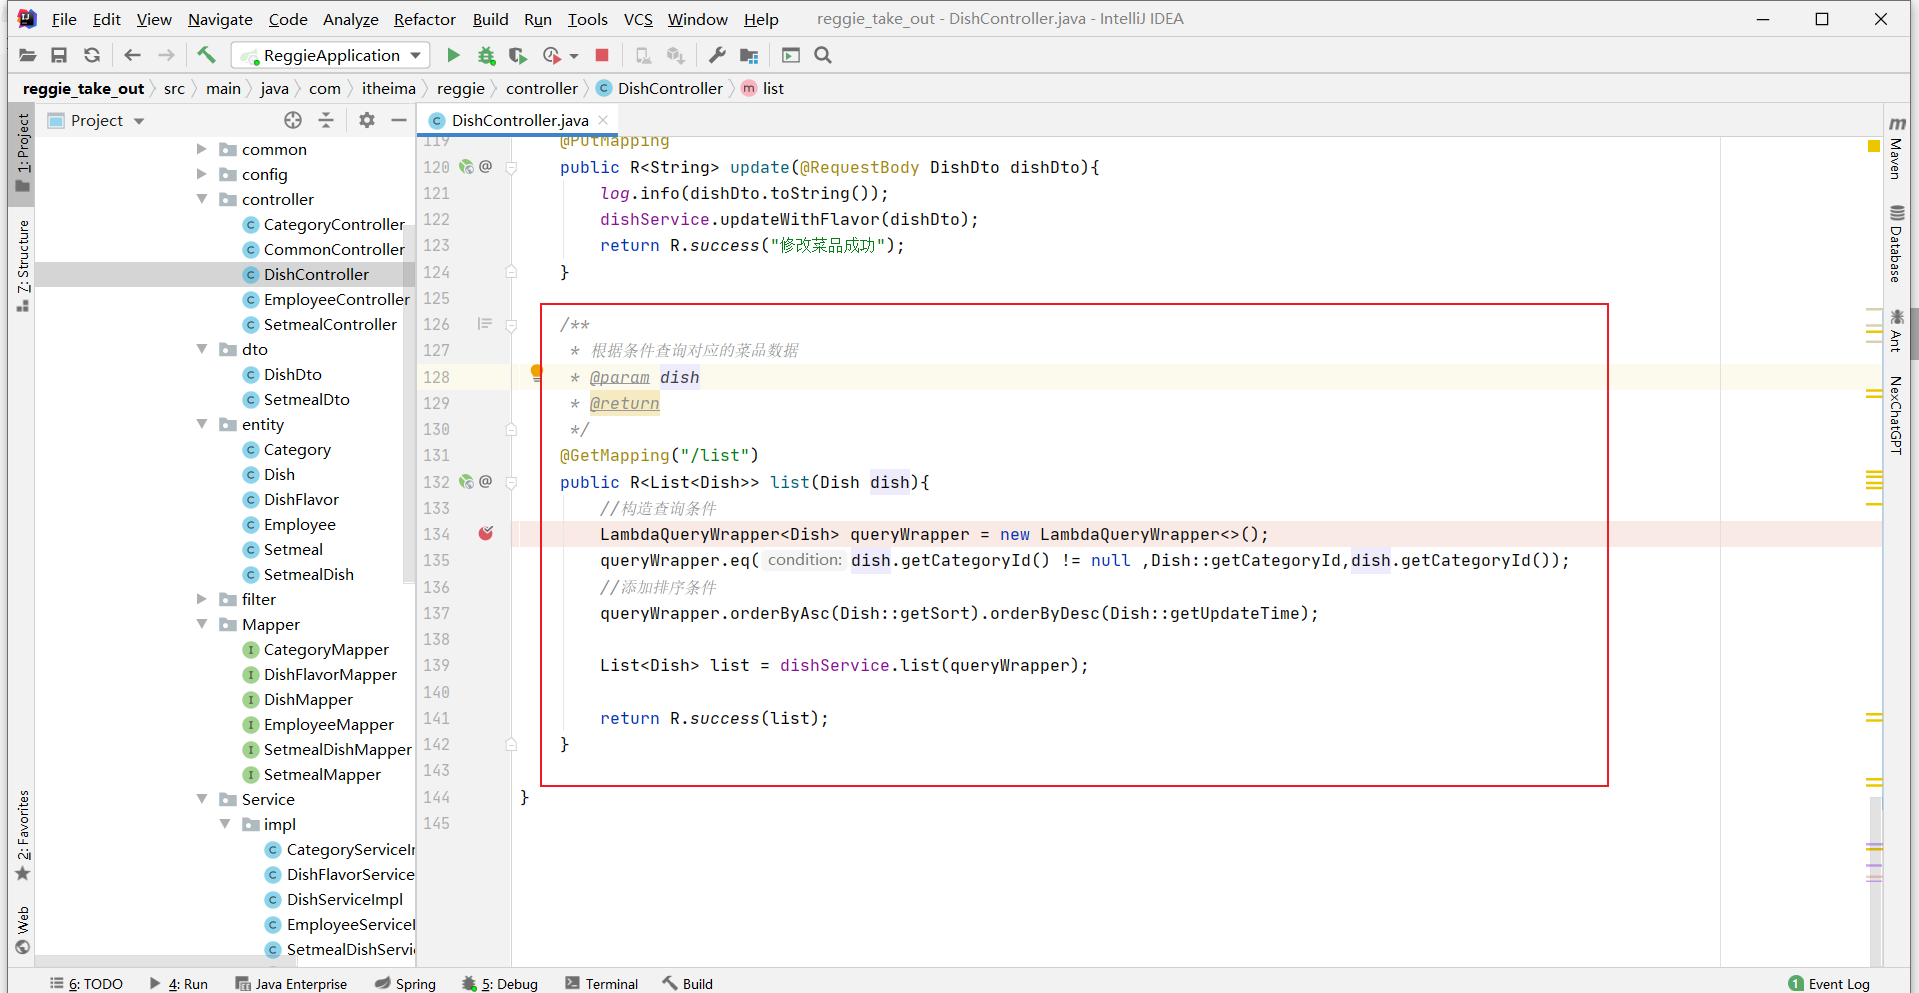 File Edit View Navigate Code Analyze Refactor Build Run Tools VCS Window Help reggie_take_out - DishController.java - IntelliJ IDEA
ReggieApplication
reggie_take_out src main java com itheima reggie controller DishController list
Project
DishController.java
1: Project
7: Structure
2: Favorites
Web
common
config
controller
CategoryController
CommonController
DishController
EmployeeController
SetmealController
dto
DishDto
SetmealDto
entity
Category
Dish
DishFlavor
Employee
Setmeal
SetmealDish
filter
Mapper
CategoryMapper
DishFlavorMapper
DishMapper
EmployeeMapper
SetmealDishMapper
SetmealMapper
Service
impl
CategoryServiceIr
DishFlavorService
DishServiceImpl
EmployeeServiceI
SetmealDishServi
119 @PutMapping
120 @ public R<String> update(@RequestBody DishDto dishDto){
121 log.info(dishDto.toString());
122 dishService.updateWithFlavor(dishDto);
123 return R.success("修改菜品成功");
124 }
125
126 /**
127 * 根据条件查询对应的菜品数据
128 * @param dish
129 * @return
130 */
131 @GetMapping("/list")
132 @ public R<List<Dish>> list(Dish dish){
133 //构造查询条件
134 LambdaQueryWrapper<Dish> queryWrapper = new LambdaQueryWrapper<>();
135 queryWrapper.eq( condition: dish.getCategoryId() != null ,Dish::getCategoryId,dish.getCategoryId());
136 //添加排序条件
137 queryWrapper.orderByAsc(Dish::getSort).orderByDesc(Dish::getUpdateTime);
138
139 List<Dish> list = dishService.list(queryWrapper);
140
141 return R.success(list);
142 }
143
144 }
145
Maven
Database
Ant
NexChatGPT
6: TODO 4: Run Java Enterprise Spring 5: Debug Terminal Build 1 Event Log